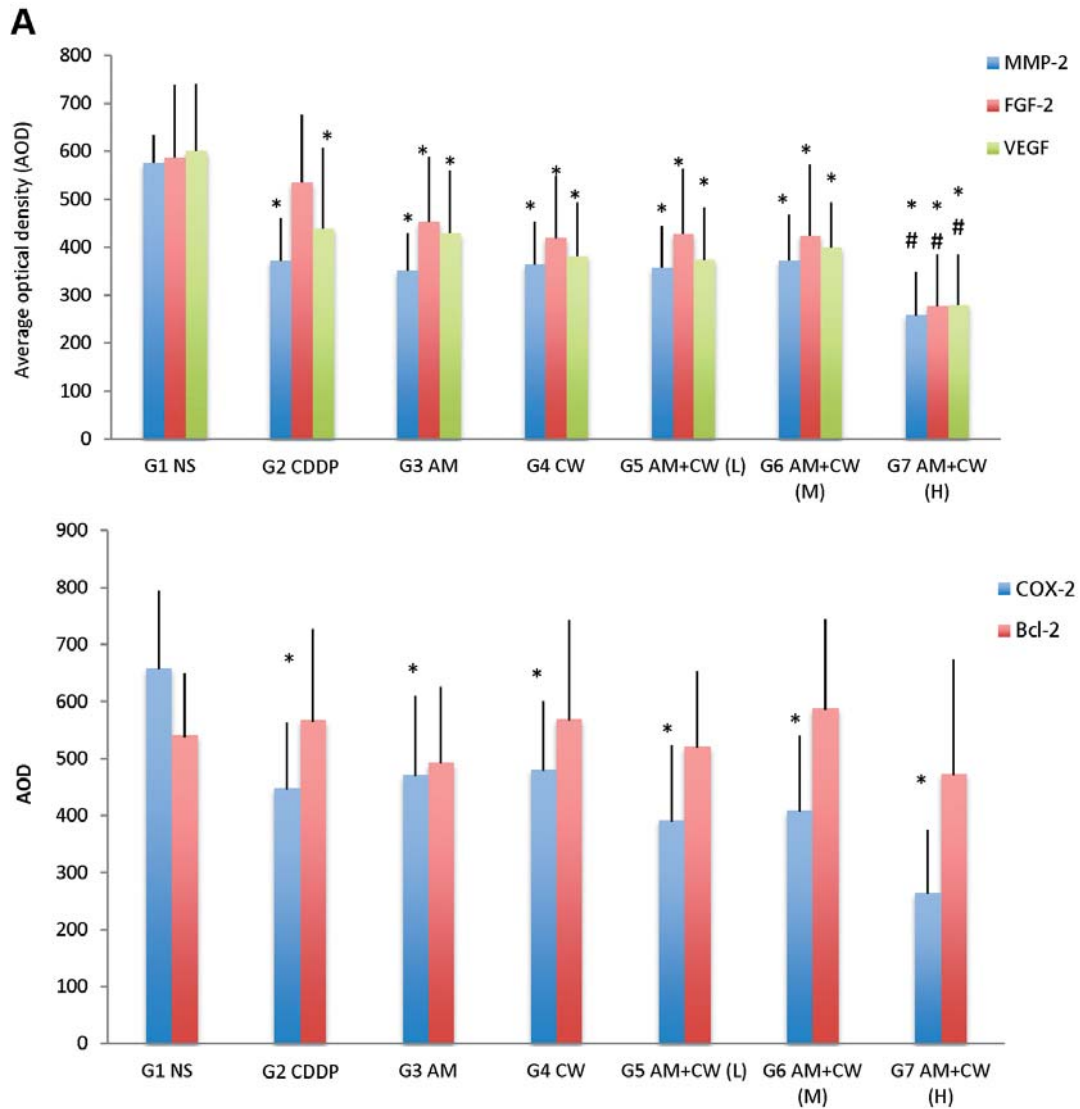 A
800
700
600
500
400
300
200
100
0
Average optical density (AOD)
MMP-2
FGF-2
VEGF
* *
* * *
* * *
* * *
* * *
* * *
# # #
G1 NS G2 CDDP G3 AM G4 CW G5 AM+CW (L) G6 AM+CW G7 AM+CW
(M) (H)
900
800
700
600
500
400
300
200
100
0
AOD
COX-2
Bcl-2
* * * * * *
G1 NS G2 CDDP G3 AM G4 CW G5 AM+CW (L) G6 AM+CW G7 AM+CW
(M) (H)